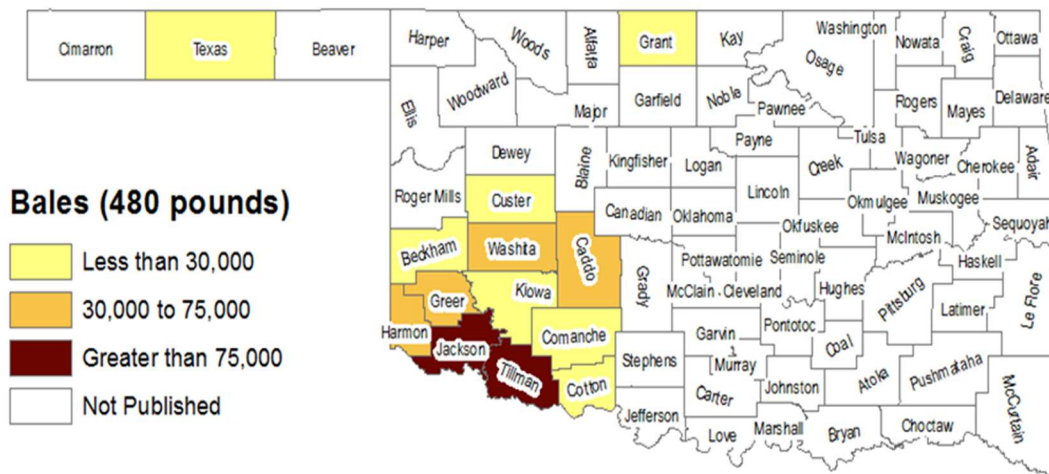 Cimarron
Texas
Beaver
Harper
Woods
Alfalfa
Grant
Kay
Washington
Nowata
Craig
Ottawa
Osage
Ellis
Woodward
Major
Garfield
Noble
Pawnee
Rogers
Mayes
Delaware
Dewey
Blaine
Kingfisher
Logan
Payne
Creek
Tulsa
Wagoner
Cherokee
Adair
Roger Mills
Custer
Canadian
Oklahoma
Lincoln
Okfuskee
Okmulgee
Muskogee
Sequoyah
Beckham
Washita
Caddo
Grady
Pottawatomie
Seminole
McIntosh
Haskell
McClain
Cleveland
Hughes
Pittsburg
Latimer
Le Flore
Greer
Kiowa
Harmon
Jackson
Comanche
Tillman
Cotton
Stephens
Garvin
Murray
Pontotoc
Coal
Carter
Johnston
Atoka
Pushmataha
McCurtain
Jefferson
Love
Marshall
Bryan
Choctaw
Bales (480 pounds)
Less than 30,000
30,000 to 75,000
Greater than 75,000
Not Published